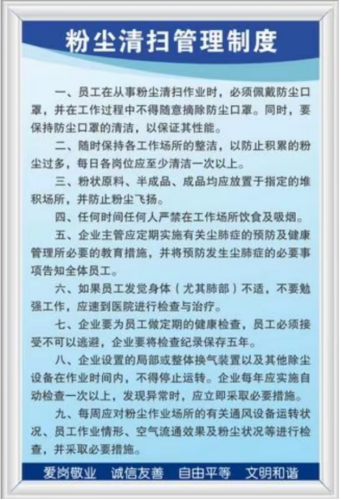 粉尘清扫管理制度
一、员工在从事粉尘清扫作业时，必须佩戴防尘口
罩，并在工作过程中不得随意摘除防尘口罩。同时，要
保持防尘口罩的清洁，以保证其性能。
二、随时保持各工作场所的整洁，以防止积累的粉
尘过多，每日各岗位应至少清洁一次以上。
三、粉状原料、半成品、成品均应放置于指定的堆
积场所，并防止粉尘飞扬。
四、任何时间任何人严禁在工作场所饮食及吸烟。
五、企业主管应定期实施有关尘肺症的预防及健康
管理所必要的教育措施，并将预防发生尘肺症的必要事
项告知全体员工。
六、如果员工发觉身体（尤其肺部）不适，不要勉
强工作，应速到医院进行检查与治疗。
七、企业要为员工做定期的健康检查，员工必须接
受不可以逃避，企业要将检查纪录保存五年。
八、企业设置的局部或整体换气装置以及其他除尘
设备在作业时间内，不得停止运转。企业每年应实施自
动检查一次以上，发现异常时，应立即采取必要措施。
九、每周应对粉尘作业场所的有关通风设备运转状
况、员工作业情形、空气流通效果及粉尘状况等进行检
查，并采取必要措施。
爱岗敬业 诚信友善 自由平等 文明和谐